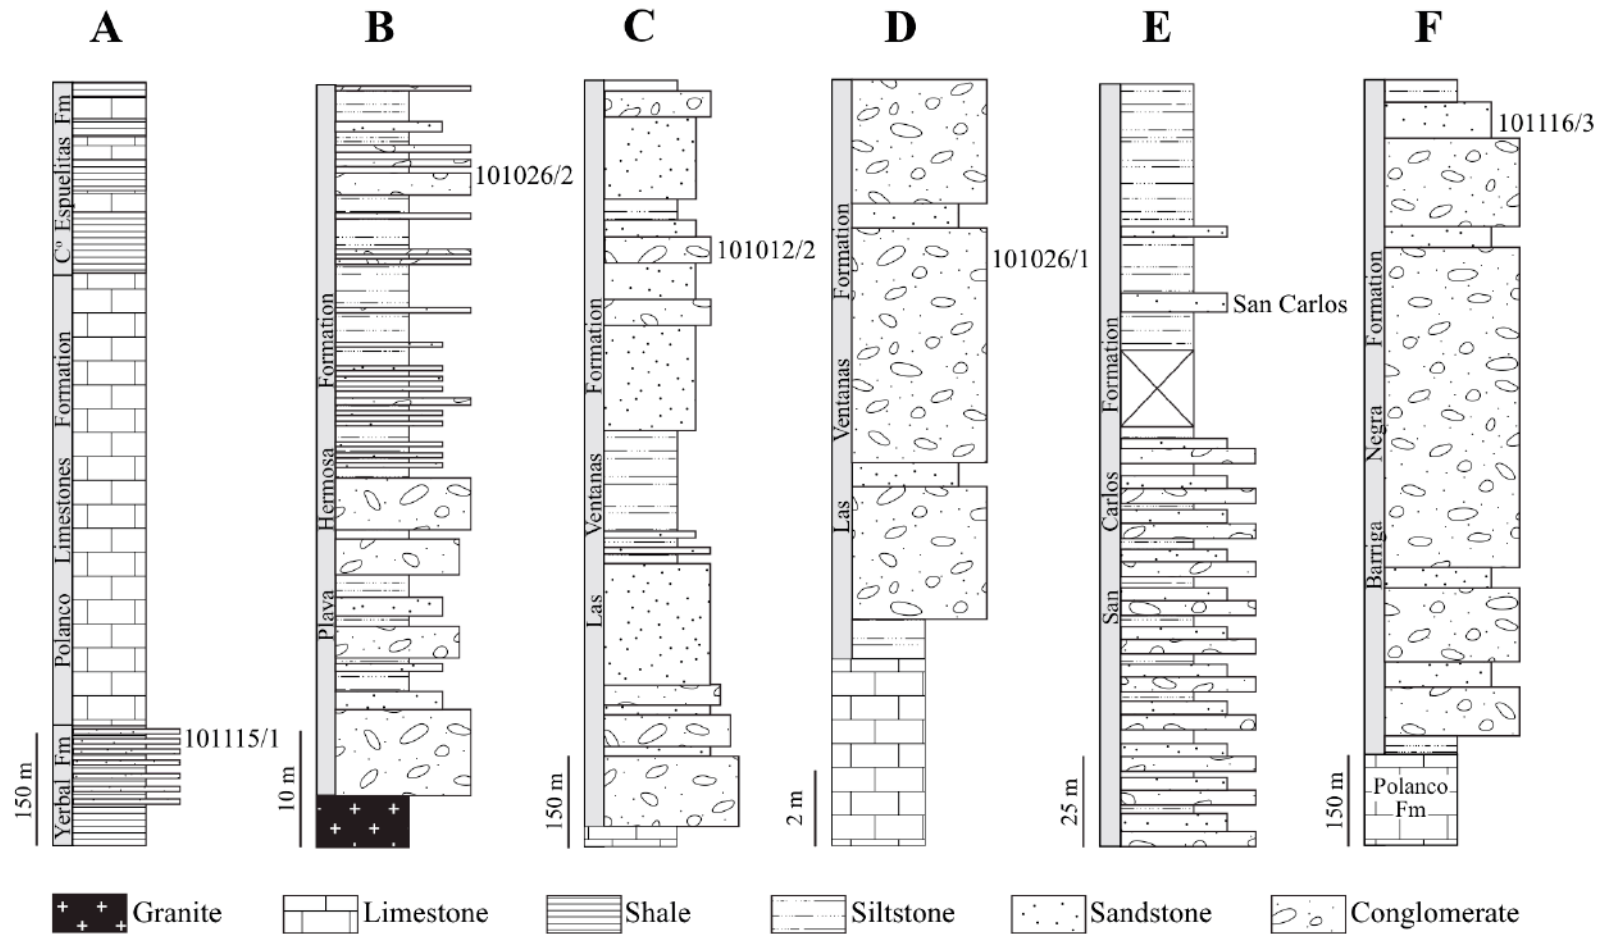 A B C D E F
Yerbal Fm
Polanco Limestones Formation
Cº Espuelitas Fm
101115/1
150 m
Playa Hermosa Formation
101026/2
10 m
Las Ventanas Formation
101012/2
150 m
Las Ventanas Formation
101026/1
2 m
San Carlos Formation
San Carlos
25 m
Barriga Negra Formation
101116/3
Polanco
Fm
150 m
Granite Limestone Shale Siltstone Sandstone Conglomerate